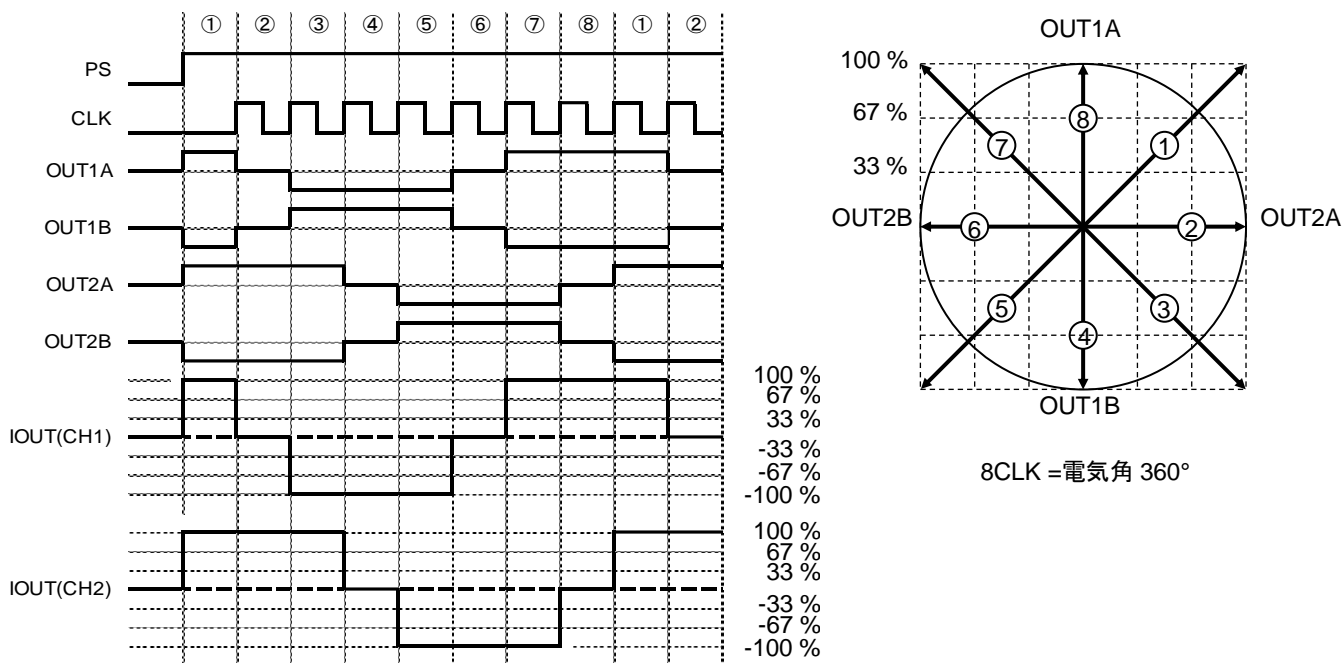 ① ② ③ ④ ⑤ ⑥ ⑦ ⑧ ① ②
PS
CLK
OUT1A
OUT1B
OUT2A
OUT2B
100 %
67 %
33 %
IOUT(CH1)
-33 %
-67 %
-100 %
100 %
67 %
33 %
IOUT(CH2)
-33 %
-67 %
-100 %
OUT1A
100 %
67 %
33 %
⑧
⑦ ①
OUT2B ⑥ ② OUT2A
⑤ ③
④
OUT1B
8CLK =電気角 360°